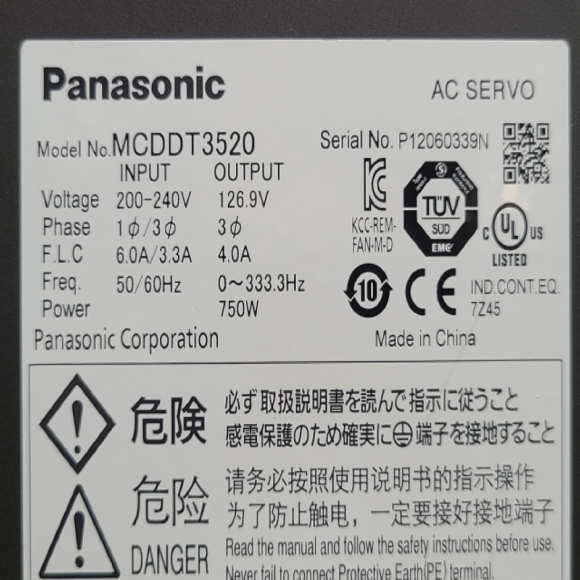 Panasonic AC SERVO
Model No. MCDDT3520 Serial No. P12060339N
INPUT OUTPUT
Voltage 200-240V 126.9V
Phase 1ϕ/3ϕ 3ϕ
F.L.C 6.0A/3.3A 4.0A
Freq. 50/60Hz 0~333.3Hz
Power 750W
KCC-REM-
FAN-M-D
TÜV
SÜD
EMC
C UL US
LISTED
10
CE
IND.CONT.EQ.
7Z45
Panasonic Corporation Made in China
危険
必ず取扱説明書を読んで指示に従うこと
感電保護のため確実に⏚端子を接地すること
危险
请务必按照使用说明书的指示操作
为了防止触电，一定要接好接地端子
DANGER
Read the manual and follow the safety instructions before use.
Never fail to connect Protective Earth(PE) terminal.